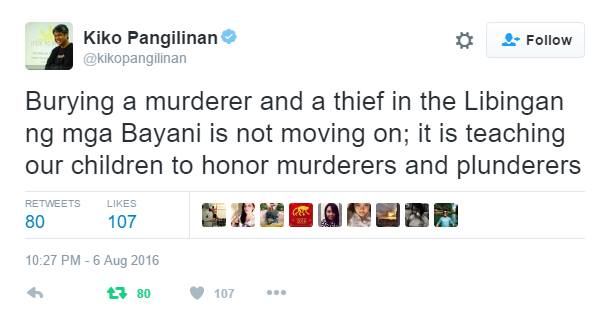 Kiko Pangilinan
@kikopangilinan
Follow
Burying a murderer and a thief in the Libingan
ng mga Bayani is not moving on; it is teaching
our children to honor murderers and plunderers
RETWEETS LIKES
80 107
10:27 PM - 6 Aug 2016
80 107